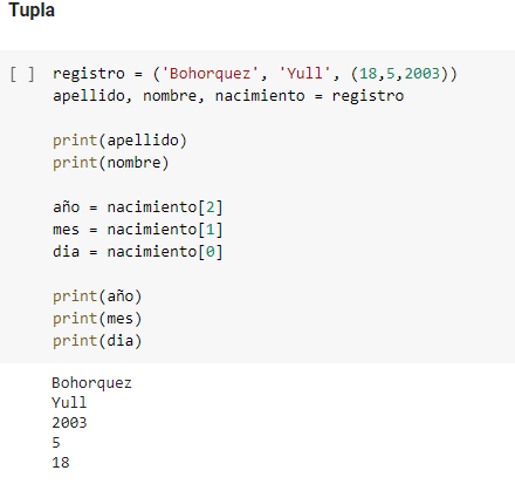 Tupla
[ ] registro = ('Bohorquez', 'Yull', (18,5,2003))
apellido, nombre, nacimiento = registro
print(apellido)
print(nombre)
año = nacimiento[2]
mes = nacimiento[1]
dia = nacimiento[0]
print(año)
print(mes)
print(dia)
Bohorquez
Yull
2003
5
18